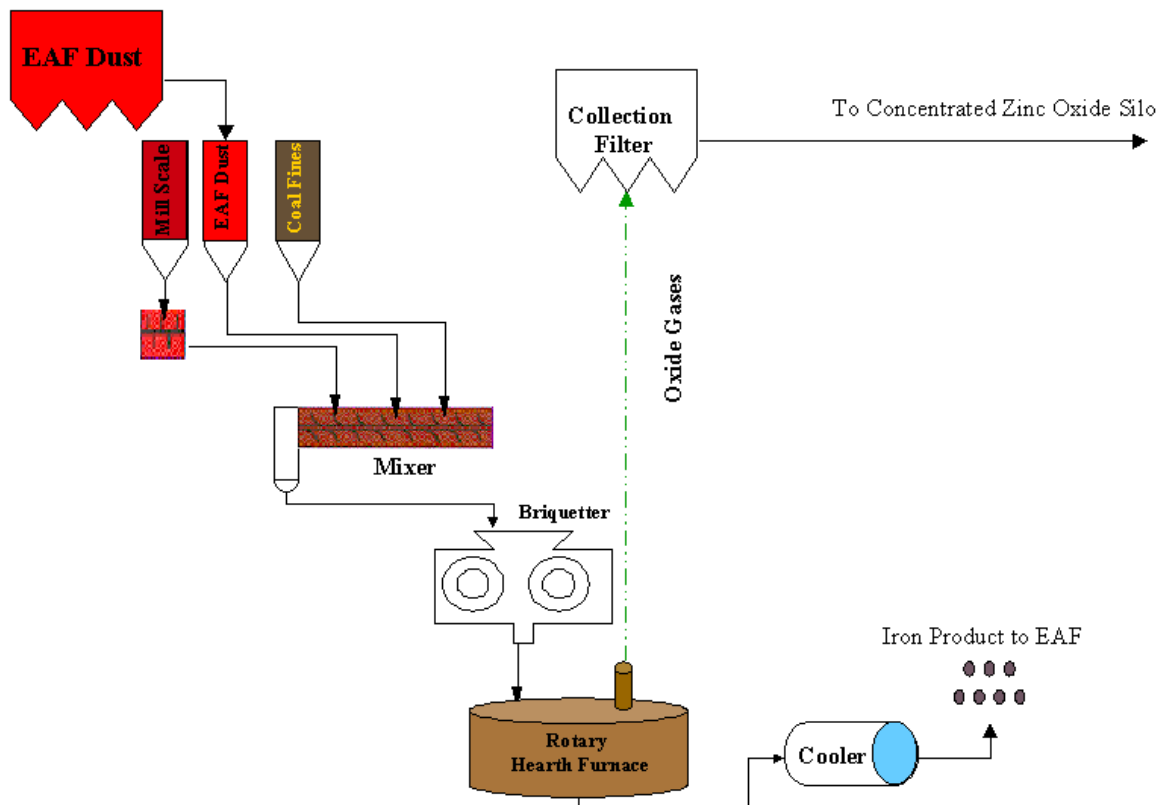 EAF Dust
Mill Scale
EAF Dust
Coal Fines
Collection
Filter
To Concentrated Zinc Oxide Silo
Oxide Gases
Mixer
Briquetter
Iron Product to EAF
Rotary
Hearth Furnace
Cooler